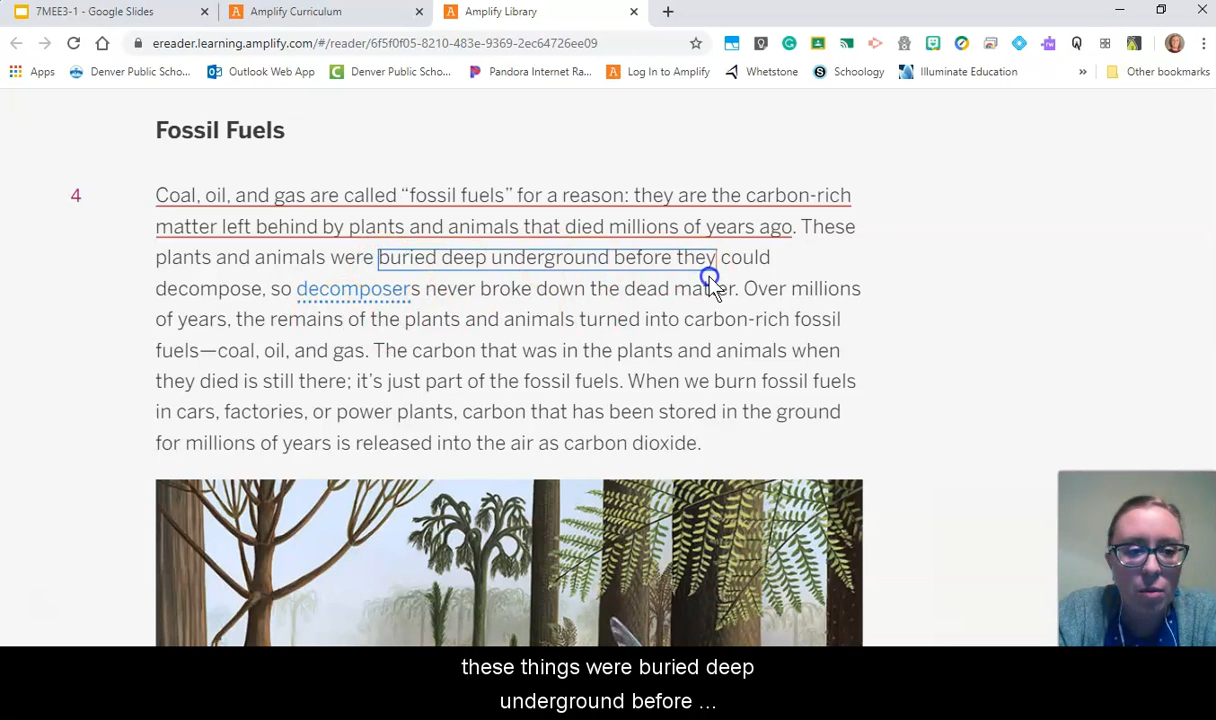 7MEE3-1 - Google Slides
Amplify Curriculum
Amplify Library
ereader.learning.amplify.com/#/reader/6f5f0f05-8210-483e-9369-2ec64726ee09
Apps
Denver Public Scho...
Outlook Web App
Denver Public Scho...
Pandora Internet Ra...
Log In to Amplify
Whetstone
Schoology
Illuminate Education
Other bookmarks
Fossil Fuels
4
Coal, oil, and gas are called “fossil fuels” for a reason: they are the carbon-rich
matter left behind by plants and animals that died millions of years ago. These
plants and animals were buried deep underground before they could
decompose, so decomposers never broke down the dead matter. Over millions
of years, the remains of the plants and animals turned into carbon-rich fossil
fuels—coal, oil, and gas. The carbon that was in the plants and animals when
they died is still there; it’s just part of the fossil fuels. When we burn fossil fuels
in cars, factories, or power plants, carbon that has been stored in the ground
for millions of years is released into the air as carbon dioxide.
these things were buried deep
underground before ...